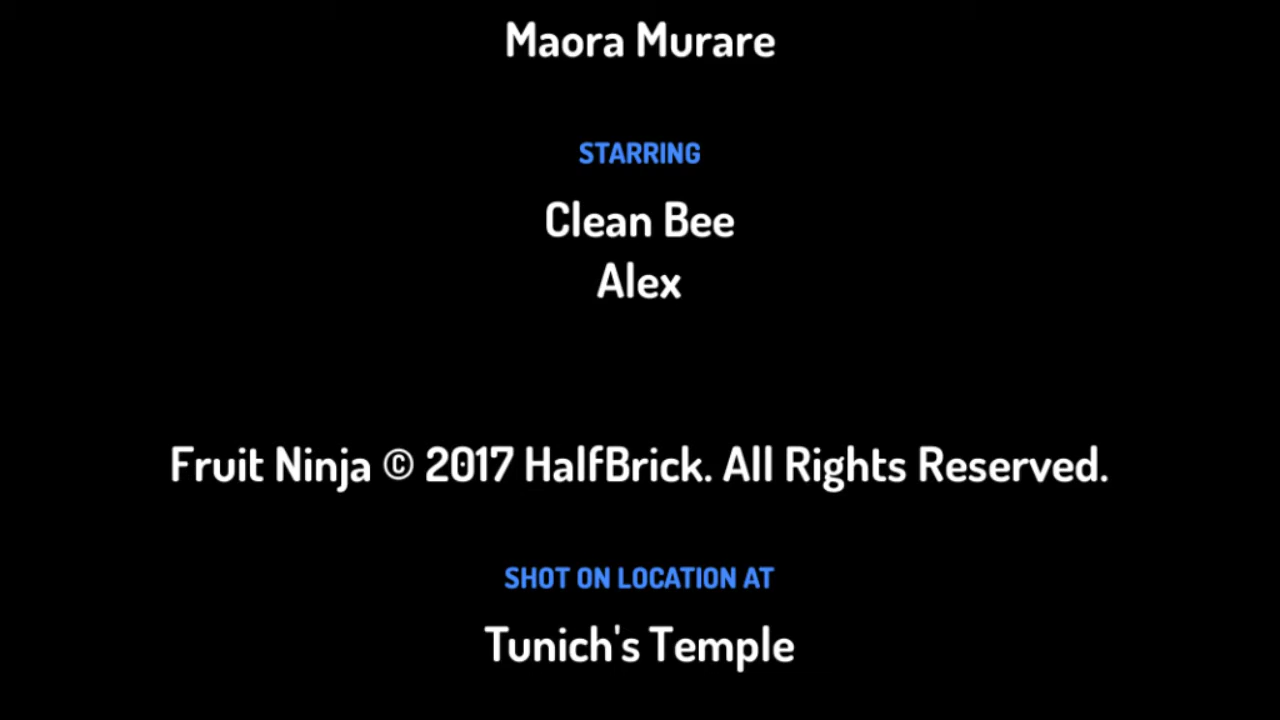 Maora Murare
STARRING
Clean Bee
Alex
Fruit Ninja © 2017 HalfBrick. All Rights Reserved.
SHOT ON LOCATION AT
Tunich's Temple